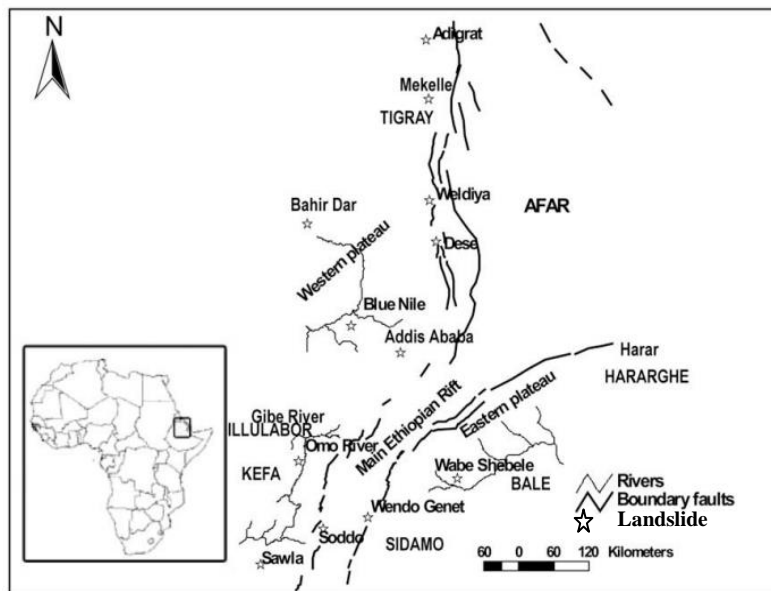 N
Adigrat
Mekelle
TIGRAY
Weldiya
AFAR
Bahir Dar
Western plateau
Dese
Blue Nile
Addis Ababa
Harar
HARARGHE
Main Ethiopian Rift
Eastern plateau
Gibe River
ILLULABOR
Omo River
KEFA
Wabe Shebele
BALE
Rivers
Boundary faults
Landslide
Wendo Genet
Soddo
SIDAMO
Sawla
60 0 60 120 Kilometers